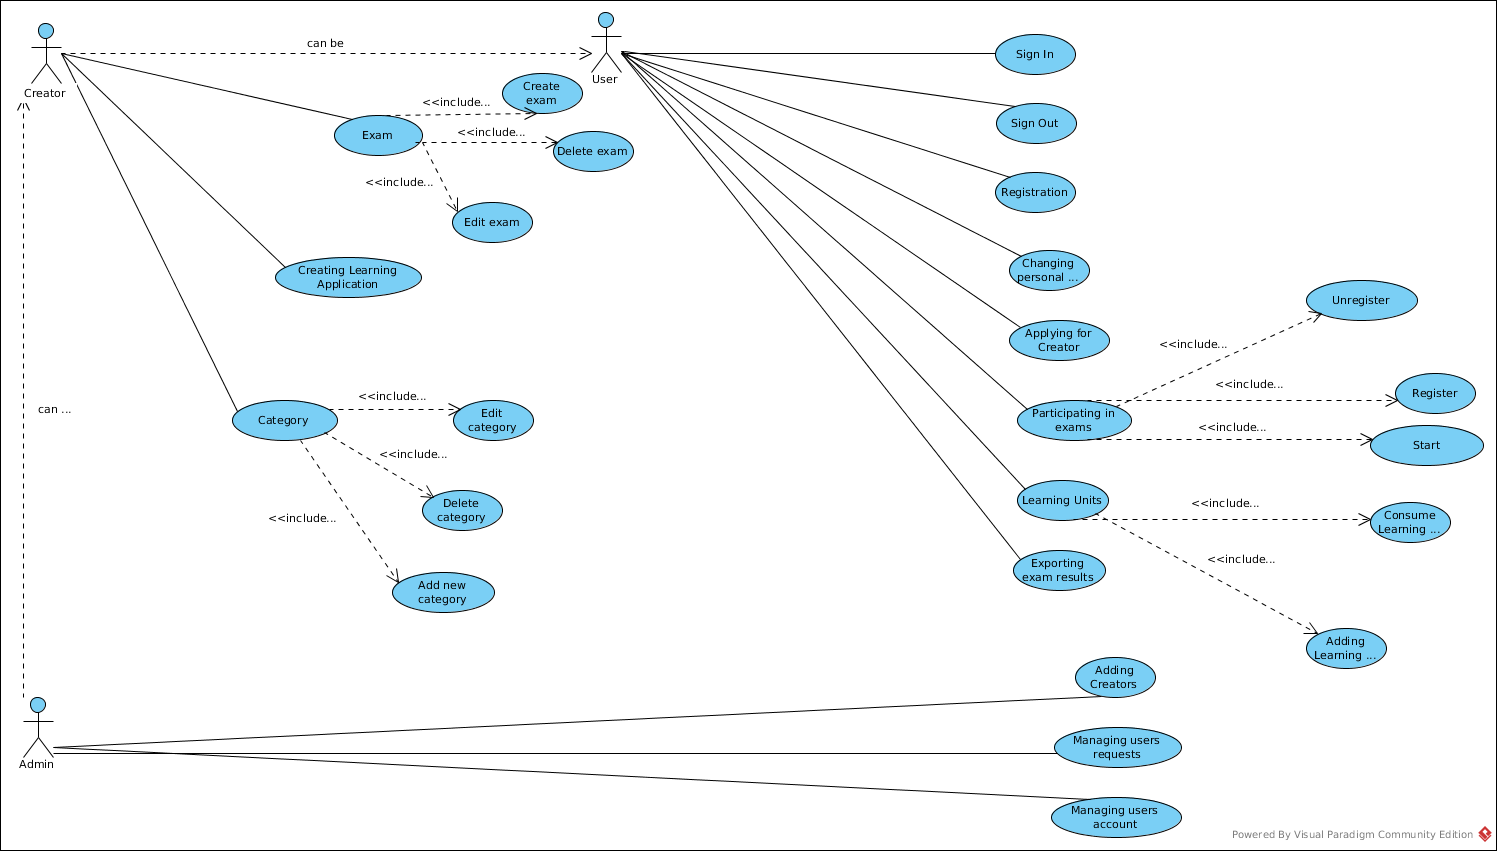 can be
Creator
User
Sign In
Create
exam
<<include...
Exam
<<include...
Delete exam
<<include...
Edit exam
Sign Out
Registration
Creating Learning
Application
Changing
personal ...
Applying for
Creator
Unregister
<<include...
<<include...
Register
Participating in
exams
<<include...
Start
can ...
Category
<<include...
Edit
category
<<include...
Delete
category
<<include...
Add new
category
Learning Units
<<include...
Consume
Learning ...
<<include...
Adding
Learning ...
Exporting
exam results
Adding
Creators
Admin
Managing users
requests
Managing users
account
Powered By Visual Paradigm Community Edition